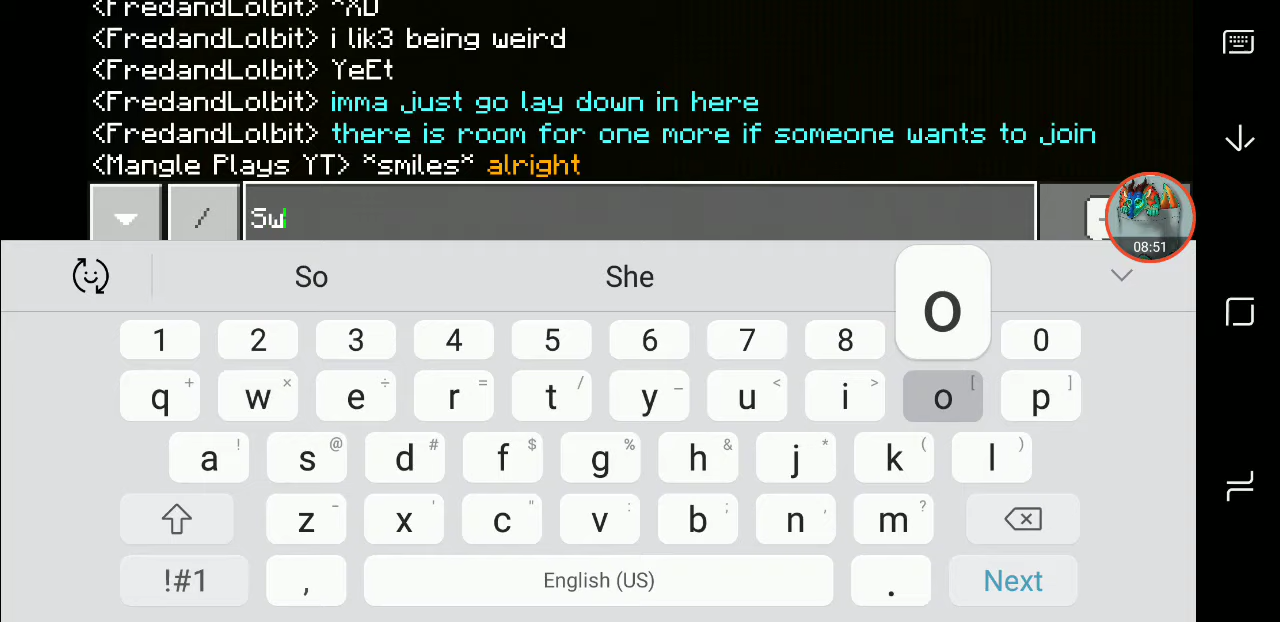 <FredandLolbit> ^XD
<FredandLolbit> i lik3 being weird
<FredandLolbit> YeEt
<FredandLolbit> imma just go lay down in here
<FredandLolbit> there is room for one more if someone wants to join
<Mangle Plays YT> *smiles* alright
/ Sw
08:51
So She
o
1 2 3 4 5 6 7 8 0
q + w × e ÷ r = t / y _ u < i > o [ p ]
a ! s @ d # f $ g % h & j * k ( l )
z - x ' c " v : b ; n , m ?
!#1 , English (US) . Next